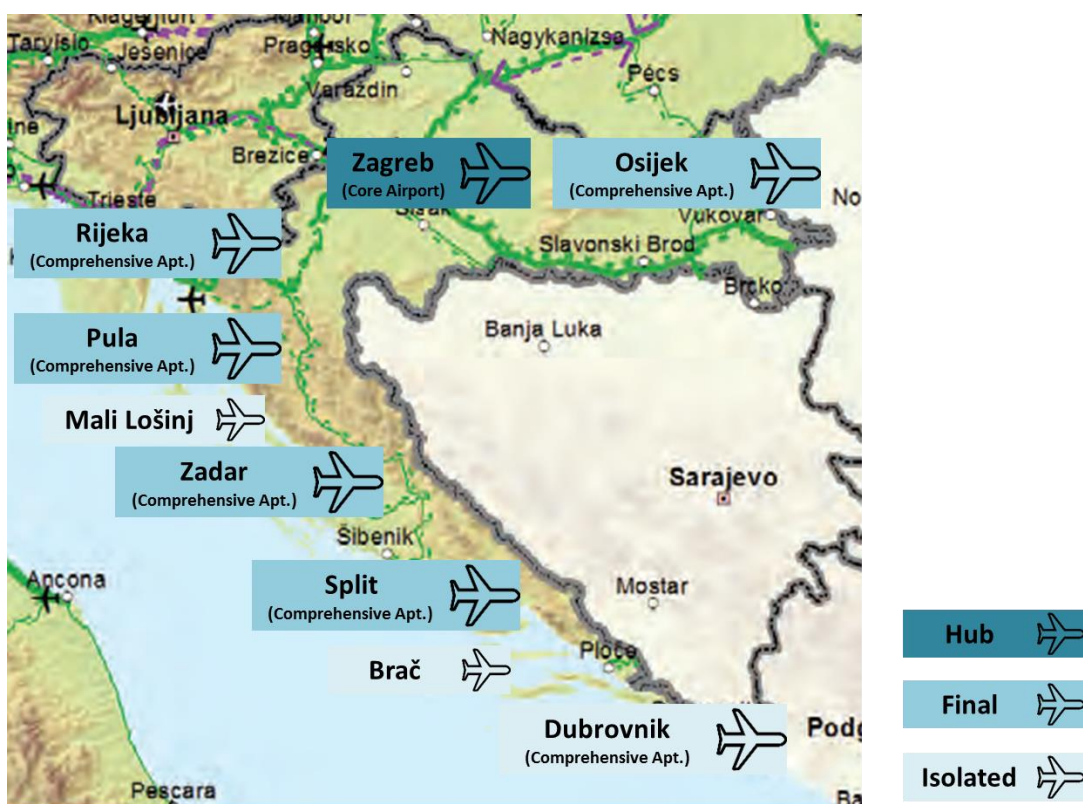 Nagykanizsa
Tarvisio
Jesenice
Pragersko
Pécs
Varaždin
Ljubljana
Brezice
Zagreb
(Core Airport)
Osijek
(Comprehensive Apt.)
Trieste
Vukovar
No
Rijeka
(Comprehensive Apt.)
Slavonski Brod
Brcko
Pula
(Comprehensive Apt.)
Banja Luka
Mali Lošinj
Zadar
(Comprehensive Apt.)
Sarajevo
Šibenik
Ancona
Split
(Comprehensive Apt.)
Mostar
Hub
Brač
Ploče
Final
Dubrovnik
(Comprehensive Apt.)
Podg
Isolated
Pescara
Ba